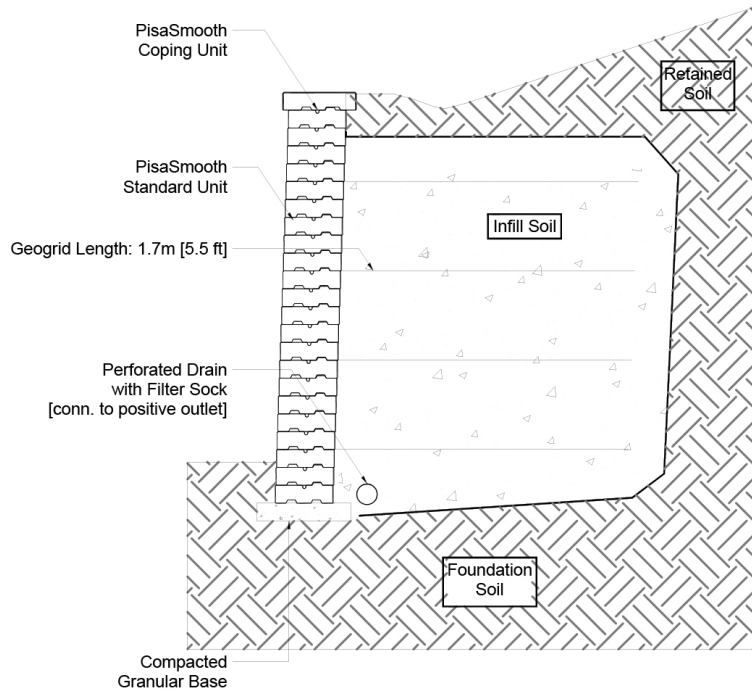 PisaSmooth
Coping Unit
Retained
Soil
PisaSmooth
Standard Unit
Infill Soil
Geogrid Length: 1.7m [5.5 ft]
Perforated Drain
with Filter Sock
[conn. to positive outlet]
Foundation
Soil
Compacted
Granular Base